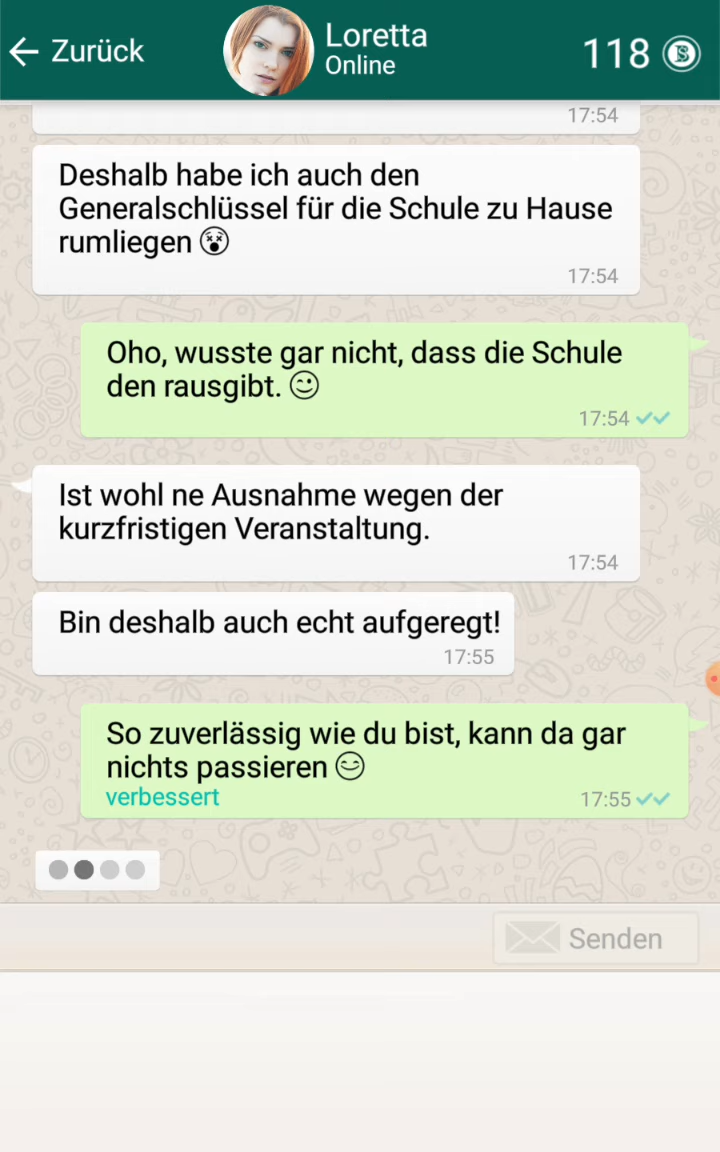 Zurück
Loretta
Online
118
17:54
Deshalb habe ich auch den
Generalschlüssel für die Schule zu Hause
rumliegen 😵
17:54
Oho, wusste gar nicht, dass die Schule
den rausgibt. 😉
17:54
Ist wohl ne Ausnahme wegen der
kurzfristigen Veranstaltung.
17:54
Bin deshalb auch echt aufgeregt!
17:55
So zuverlässig wie du bist, kann da gar
nichts passieren 😊
verbessert
17:55
Senden